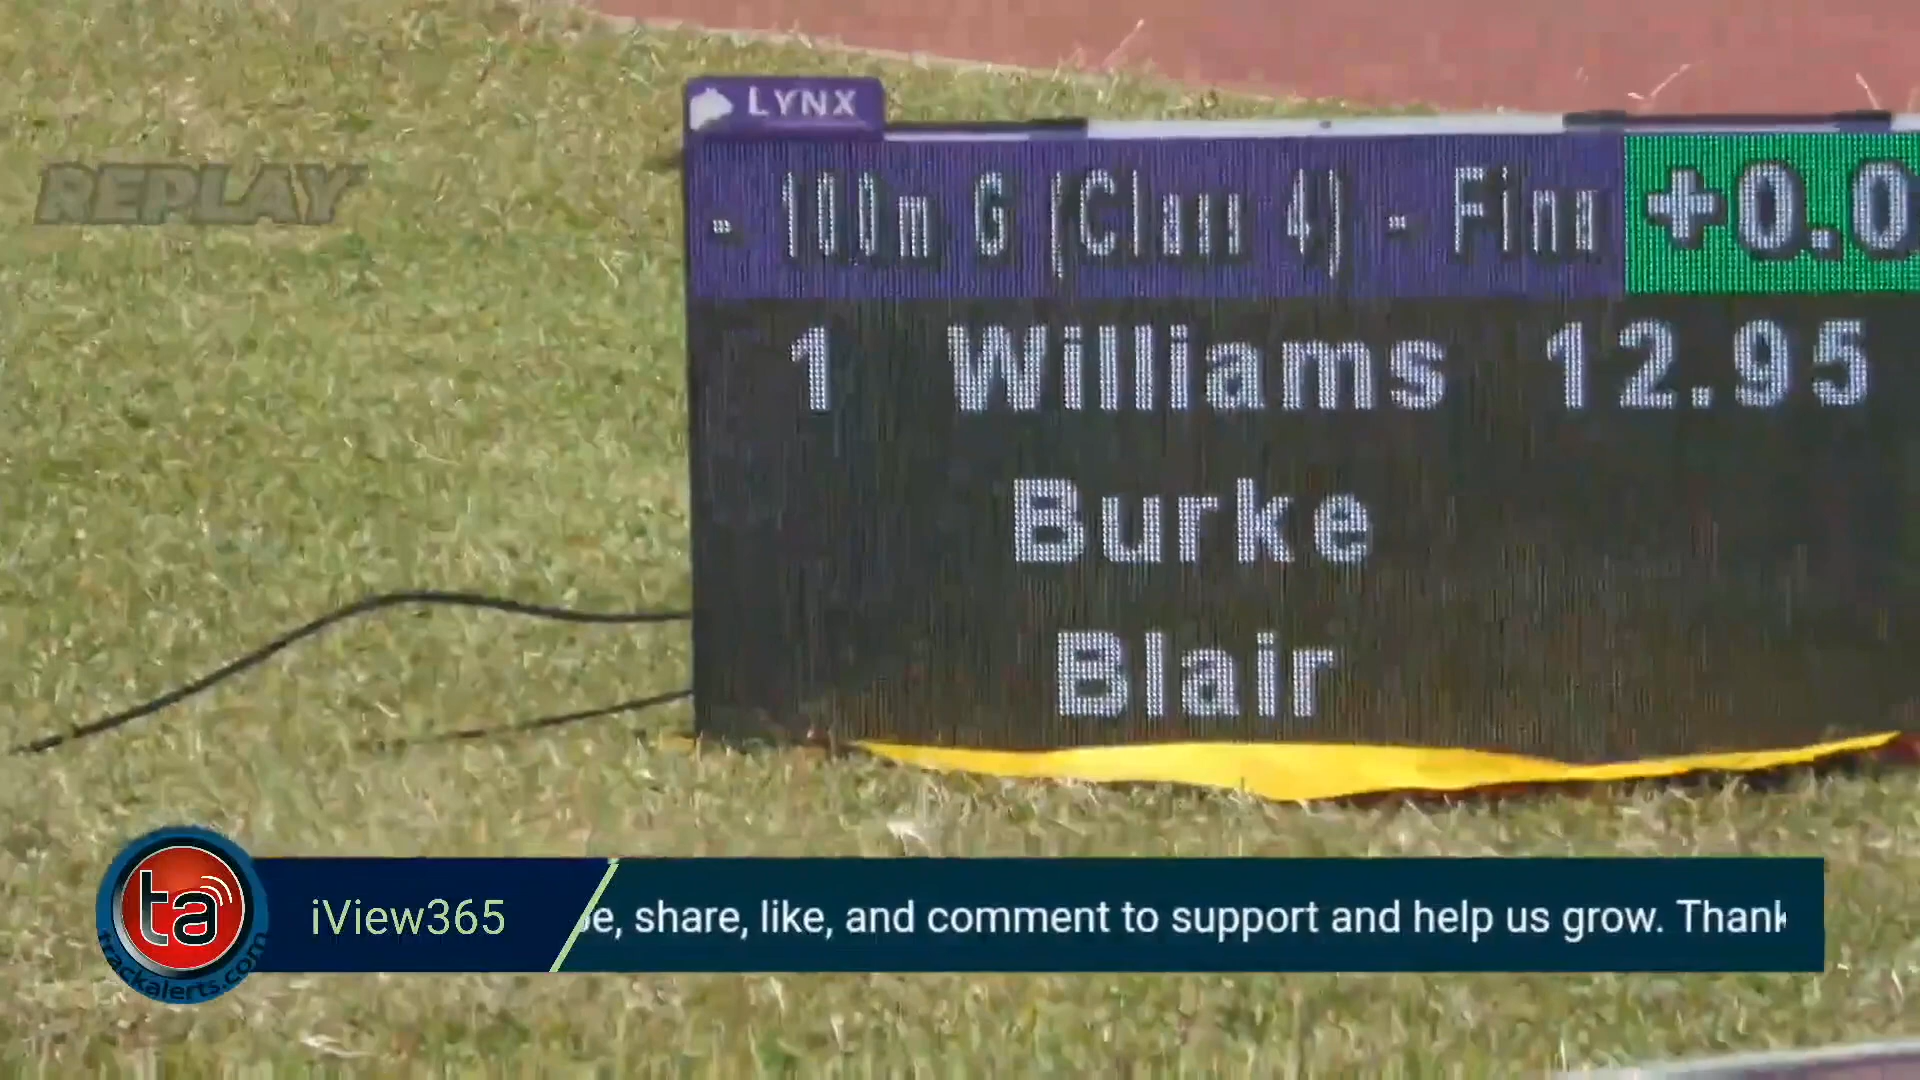 LYNX
REPLAY
- 100m G (Class 4) - Fina
+0.0
1 Williams 12.95
Burke
Blair
ta
trackalerts.com
iView365
be, share, like, and comment to support and help us grow. Thank